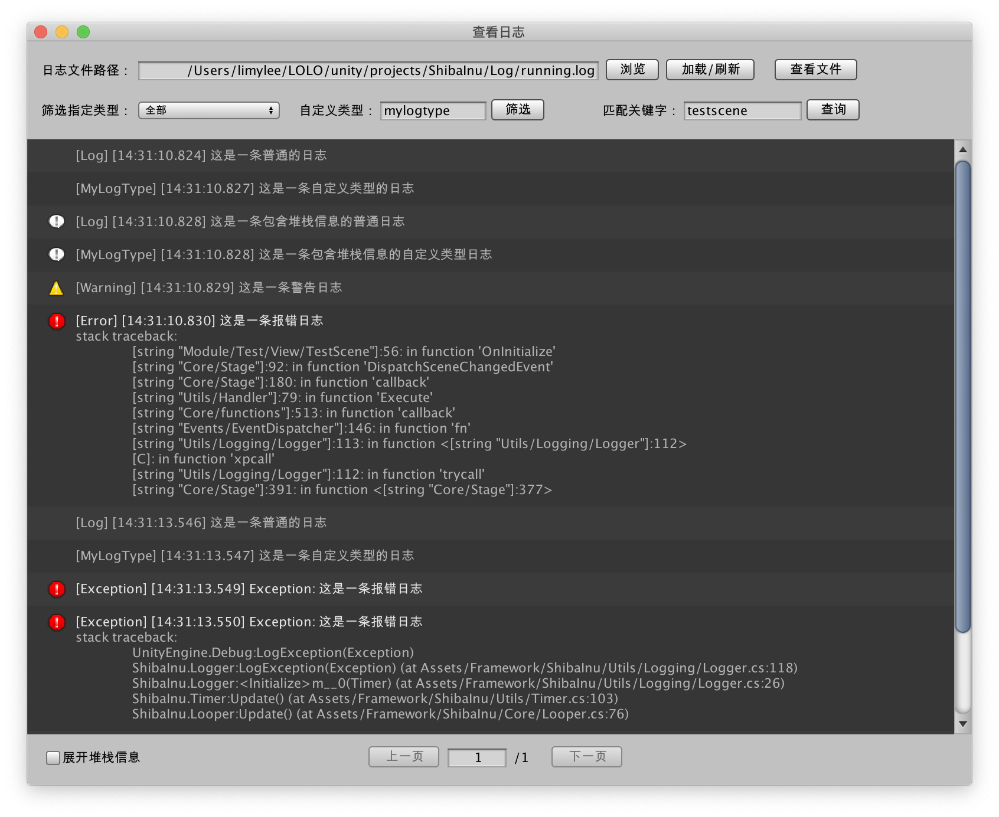 查看日志
日志文件路径： /Users/limylee/LOLO/unity/projects/ShibaInu/Log/running.log 浏览 加载/刷新 查看文件
筛选指定类型： 全部 自定义类型： mylogtype 筛选 匹配关键字： testscene 查询
[Log] [14:31:10.824] 这是一条普通的日志
[MyLogType] [14:31:10.827] 这是一条自定义类型的日志
[Log] [14:31:10.828] 这是一条包含堆栈信息的普通日志
[MyLogType] [14:31:10.828] 这是一条包含堆栈信息的自定义类型日志
[Warning] [14:31:10.829] 这是一条警告日志
[Error] [14:31:10.830] 这是一条报错日志
stack traceback:
[string "Module/Test/View/TestScene"]:56: in function 'OnInitialize'
[string "Core/Stage"]:92: in function 'DispatchSceneChangedEvent'
[string "Core/Stage"]:180: in function 'callback'
[string "Utils/Handler"]:79: in function 'Execute'
[string "Core/functions"]:513: in function 'callback'
[string "Events/EventDispatcher"]:146: in function 'fn'
[string "Utils/Logging/Logger"]:113: in function <[string "Utils/Logging/Logger"]:112>
[C]: in function 'xpcall'
[string "Utils/Logging/Logger"]:112: in function 'trycall'
[string "Core/Stage"]:391: in function <[string "Core/Stage"]:377>
[Log] [14:31:13.546] 这是一条普通的日志
[MyLogType] [14:31:13.547] 这是一条自定义类型的日志
[Exception] [14:31:13.549] Exception: 这是一条报错日志
[Exception] [14:31:13.550] Exception: 这是一条报错日志
stack traceback:
UnityEngine.Debug:LogException(Exception)
ShibaInu.Logger:LogException(Exception) (at Assets/Framework/ShibaInu/Utils/Logging/Logger.cs:118)
ShibaInu.Logger:<Initialize>m__0(Timer) (at Assets/Framework/ShibaInu/Utils/Logging/Logger.cs:26)
ShibaInu.Timer:Update() (at Assets/Framework/ShibaInu/Utils/Timer.cs:103)
ShibaInu.Looper:Update() (at Assets/Framework/ShibaInu/Core/Looper.cs:76)
展开堆栈信息 上一页 1 /1 下一页